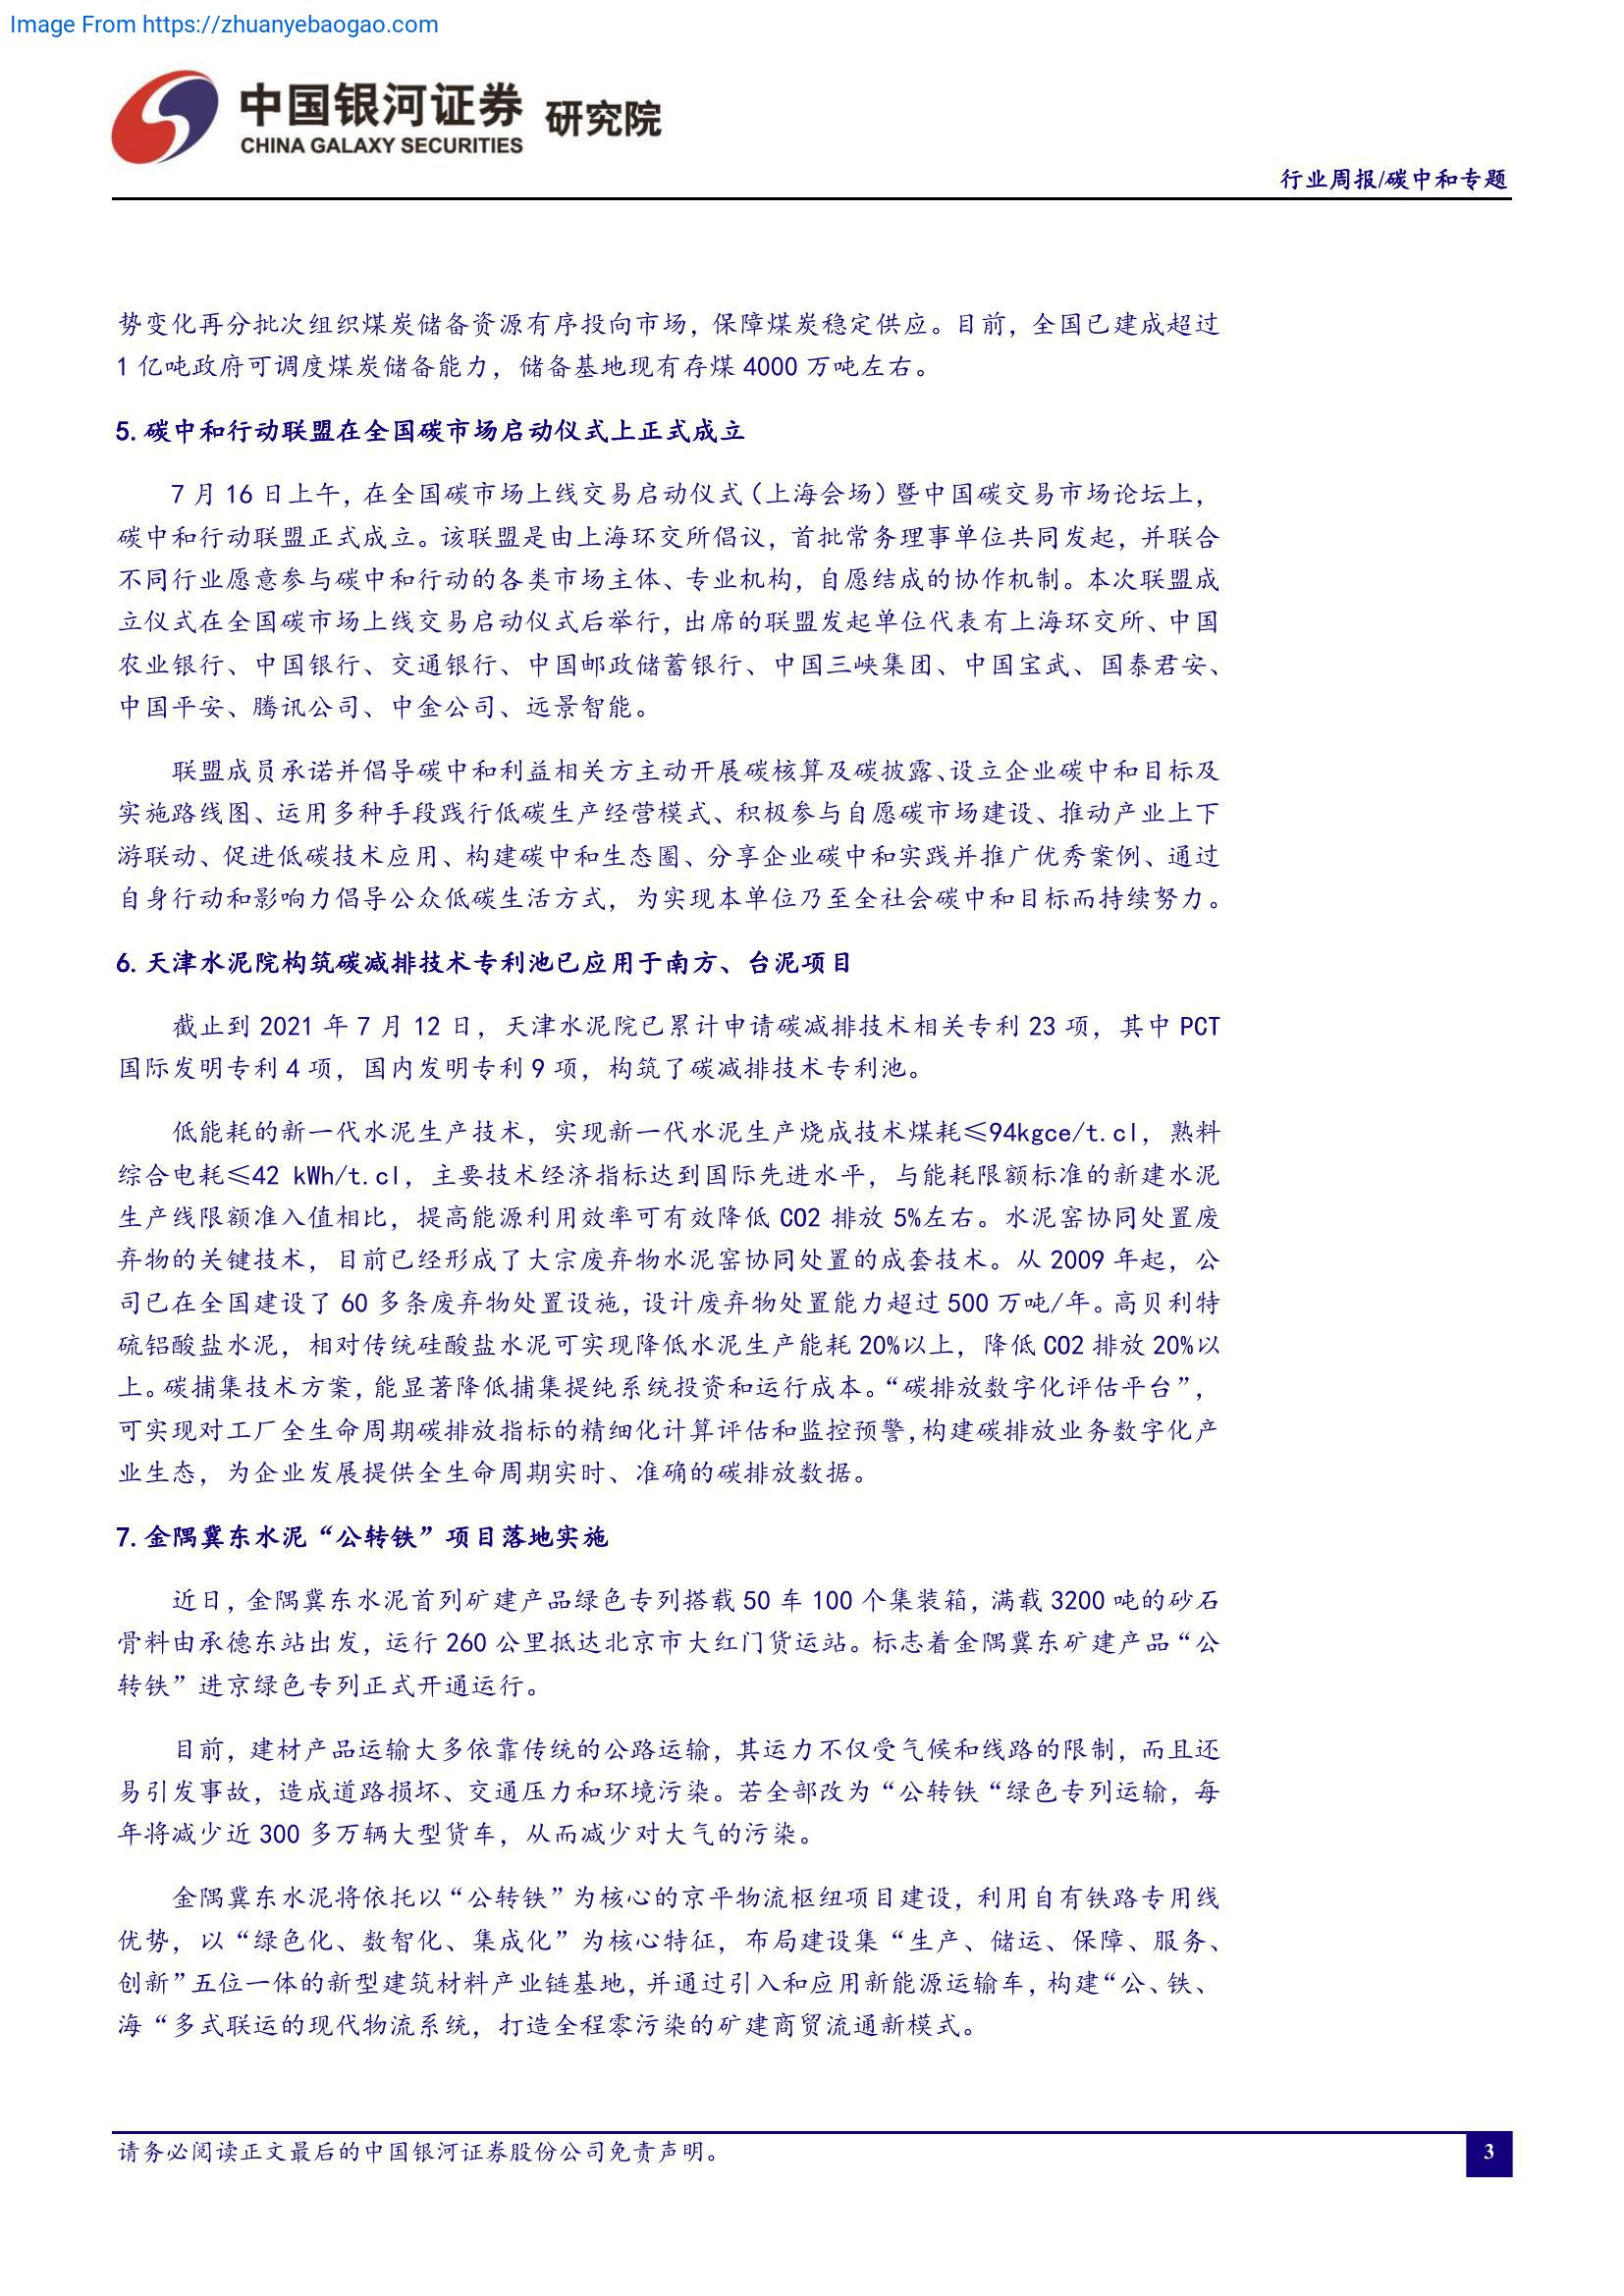 Image From https://zhuanyebaogao.com
中国银河证券 研究院
CHINA GALAXY SECURITIES
行业周报/碳中和专题
势变化再分批次组织煤炭储备资源有序投向市场，保障煤炭稳定供应。目前，全国已建成超过
1 亿吨政府可调度煤炭储备能力，储备基地现有存煤 4000 万吨左右。
5. 碳中和行动联盟在全国碳市场启动仪式上正式成立
7 月 16 日上午，在全国碳市场上线交易启动仪式（上海会场）暨中国碳交易市场论坛上，
碳中和行动联盟正式成立。该联盟是由上海环交所倡议，首批常务理事单位共同发起，并联合
不同行业愿意参与碳中和行动的各类市场主体、专业机构，自愿结成的协作机制。本次联盟成
立仪式在全国碳市场上线交易启动仪式后举行，出席的联盟发起单位代表有上海环交所、中国
农业银行、中国银行、交通银行、中国邮政储蓄银行、中国三峡集团、中国宝武、国泰君安、
中国平安、腾讯公司、中金公司、远景智能。
联盟成员承诺并倡导碳中和利益相关方主动开展碳核算及碳披露、设立企业碳中和目标及
实施路线图、运用多种手段践行低碳生产经营模式、积极参与自愿碳市场建设、推动产业上下
游联动、促进低碳技术应用、构建碳中和生态圈、分享企业碳中和实践并推广优秀案例、通过
自身行动和影响力倡导公众低碳生活方式，为实现本单位乃至全社会碳中和目标而持续努力。
6. 天津水泥院构筑碳减排技术专利池已应用于南方、台泥项目
截止到 2021 年 7 月 12 日，天津水泥院已累计申请碳减排技术相关专利 23 项，其中 PCT
国际发明专利 4 项，国内发明专利 9 项，构筑了碳减排技术专利池。
低能耗的新一代水泥生产技术，实现新一代水泥生产烧成技术煤耗≤94kgce/t.cl，熟料
综合电耗≤42 kWh/t.cl，主要技术经济指标达到国际先进水平，与能耗限额标准的新建水泥
生产线限额准入值相比，提高能源利用效率可有效降低 CO2 排放 5%左右。水泥窑协同处置废
弃物的关键技术，目前已经形成了大宗废弃物水泥窑协同处置的成套技术。从 2009 年起，公
司已在全国建设了 60 多条废弃物处置设施，设计废弃物处置能力超过 500 万吨/年。高贝利特
硫铝酸盐水泥，相对传统硅酸盐水泥可实现降低水泥生产能耗 20%以上，降低 CO2 排放 20%以
上。碳捕集技术方案，能显著降低捕集提纯系统投资和运行成本。“碳排放数字化评估平台”，
可实现对工厂全生命周期碳排放指标的精细化计算评估和监控预警，构建碳排放业务数字化产
业生态，为企业发展提供全生命周期实时、准确的碳排放数据。
7. 金隅冀东水泥“公转铁”项目落地实施
近日，金隅冀东水泥首列矿建产品绿色专列搭载 50 车 100 个集装箱，满载 3200 吨的砂石
骨料由承德东站出发，运行 260 公里抵达北京市大红门货运站。标志着金隅冀东矿建产品“公
转铁”进京绿色专列正式开通运行。
目前，建材产品运输大多依靠传统的公路运输，其运力不仅受气候和线路的限制，而且还
易引发事故，造成道路损坏、交通压力和环境污染。若全部改为“公转铁“绿色专列运输，每
年将减少近 300 多万辆大型货车，从而减少对大气的污染。
金隅冀东水泥将依托以“公转铁”为核心的京平物流枢纽项目建设，利用自有铁路专用线
优势，以“绿色化、数智化、集成化”为核心特征，布局建设集“生产、储运、保障、服务、
创新”五位一体的新型建筑材料产业链基地，并通过引入和应用新能源运输车，构建“公、铁、
海“多式联运的现代物流系统，打造全程零污染的矿建商贸流通新模式。
请务必阅读正文最后的中国银河证券股份公司免责声明。
3